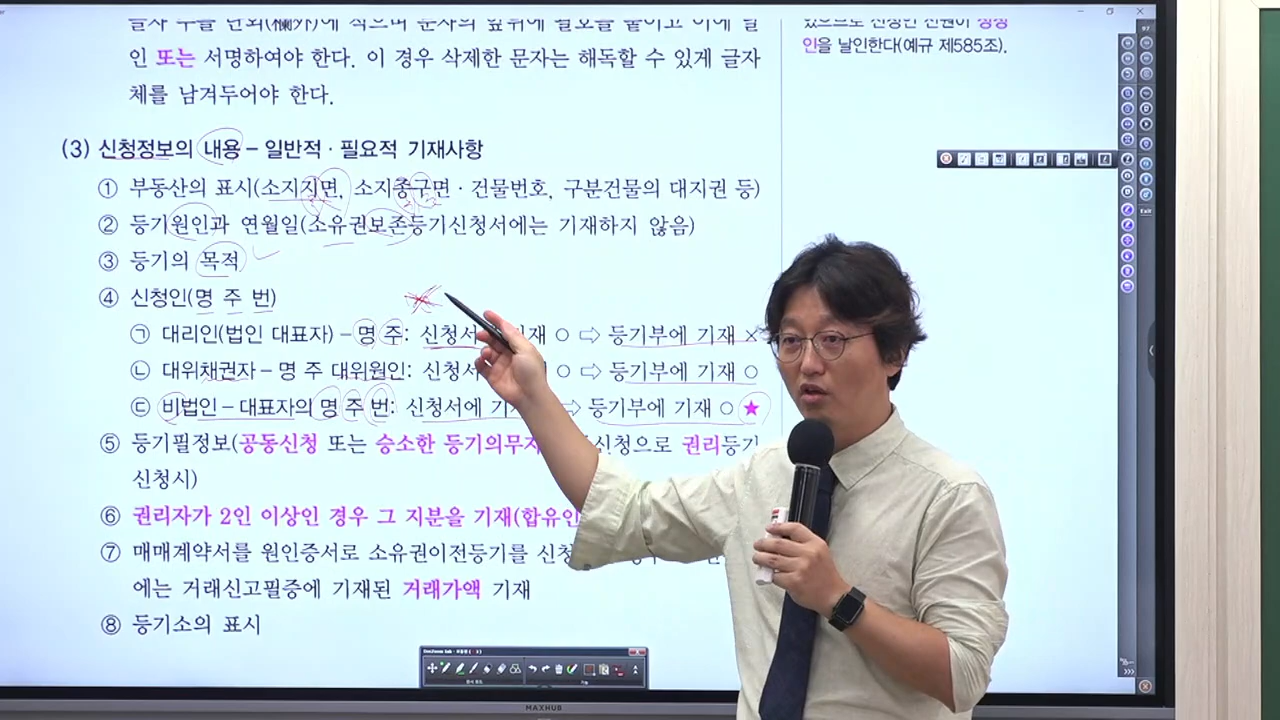 글자 수를 난외(欄外)에 적으며 문자의 앞뒤에 괄호를 붙이고 이에 날
인 또는 서명하여야 한다. 이 경우 삭제한 문자는 해독할 수 있게 글자
체를 남겨두어야 한다.
있으므로 신청인 전원이 정정
인을 날인한다(예규 제585조).
(3) 신청정보의 내용 – 일반적 · 필요적 기재사항
① 부동산의 표시(소지지면, 소지종구면 · 건물번호, 구분건물의 대지권 등)
② 등기원인과 연월일(소유권보존등기신청서에는 기재하지 않음)
③ 등기의 목적
④ 신청인(명 주 번)
㉠ 대리인(법인 대표자) – 명 주: 신청서 기재 ○ ⇨ 등기부에 기재 ×
㉡ 대위채권자 – 명 주 대위원인: 신청서 ○ ⇨ 등기부에 기재 ○
㉢ 비법인 – 대표자의 명 주 번: 신청서에 기 ⇨ 등기부에 기재 ○ ★
⑤ 등기필정보(공동신청 또는 승소한 등기의무자 신청으로 권리등기
신청시)
⑥ 권리자가 2인 이상인 경우 그 지분을 기재(합유인
⑦ 매매계약서를 원인증서로 소유권이전등기를 신청
에는 거래신고필증에 기재된 거래가액 기재
⑧ 등기소의 표시
MAXHUB